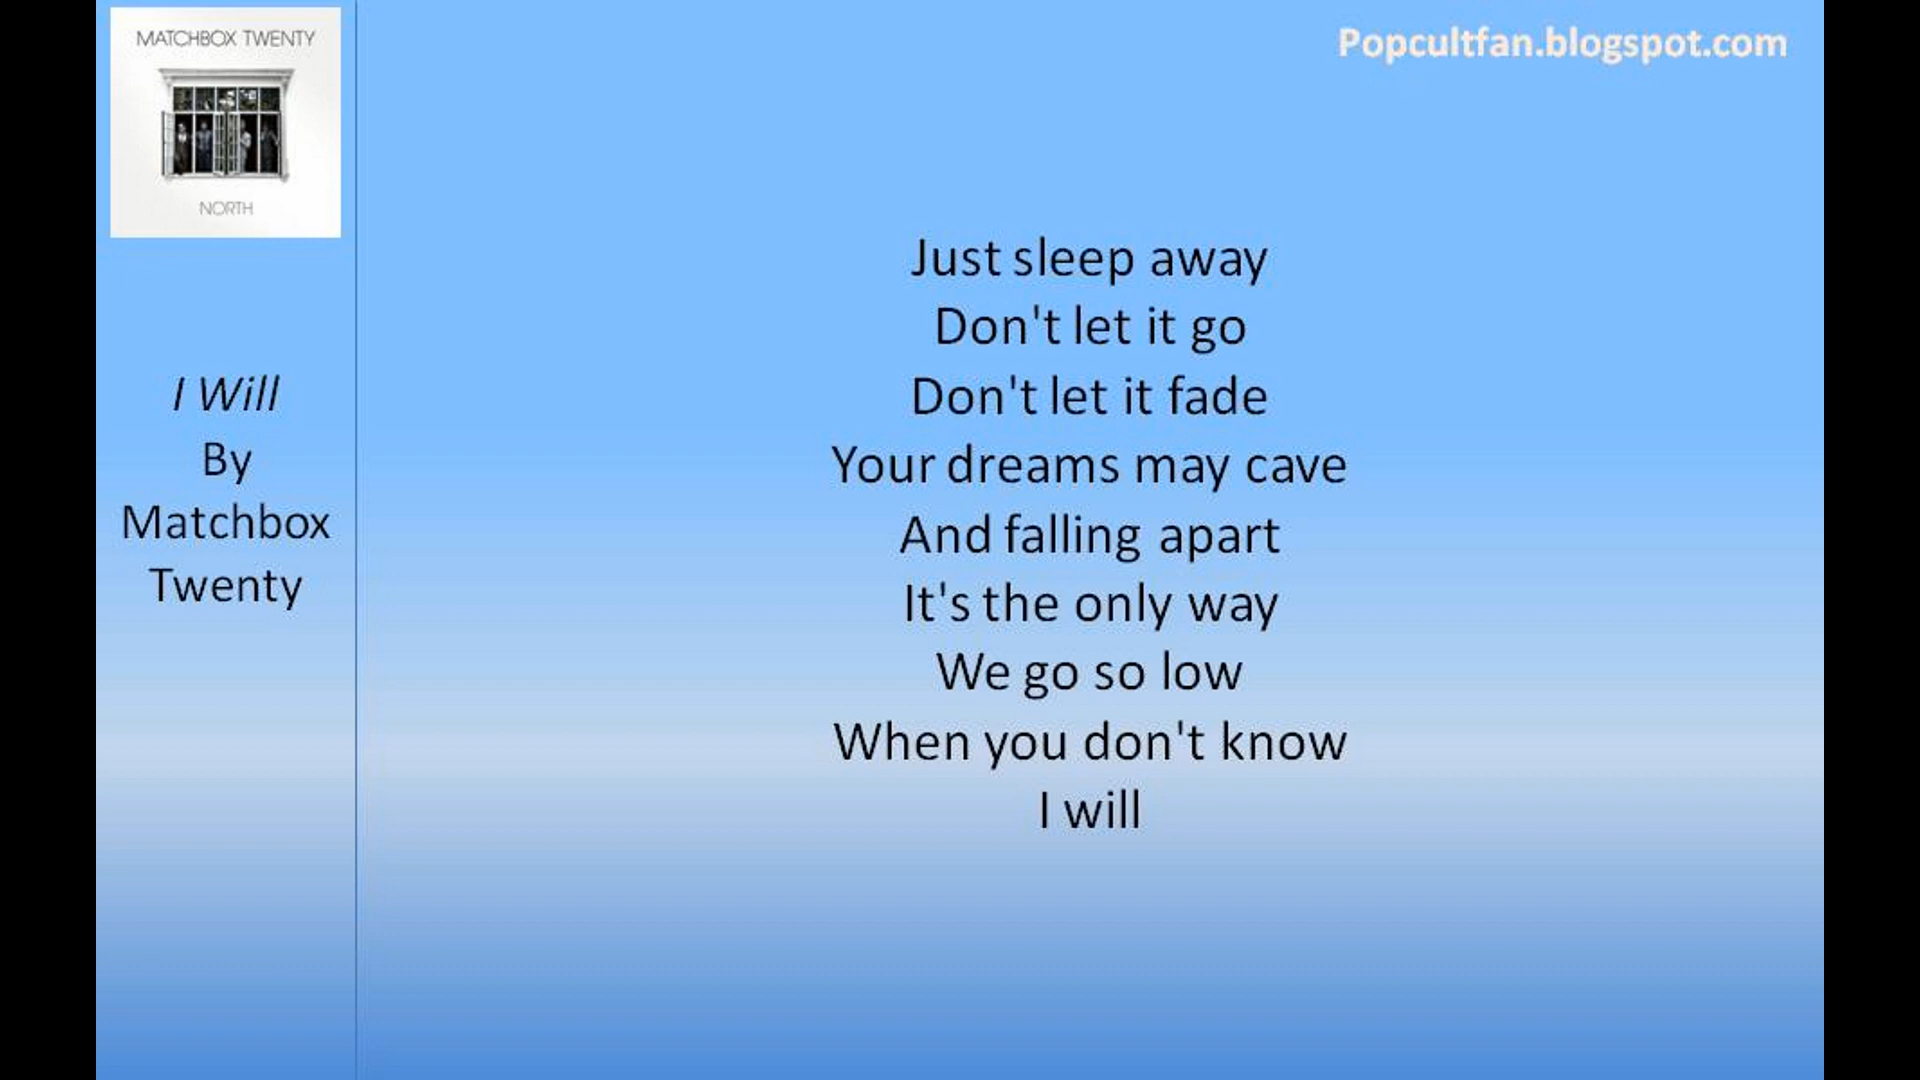 MATCHBOX TWENTY
NORTH
I Will
By
Matchbox
Twenty
Popcultfan.blogspot.com
Just sleep away
Don't let it go
Don't let it fade
Your dreams may cave
And falling apart
It's the only way
We go so low
When you don't know
I will